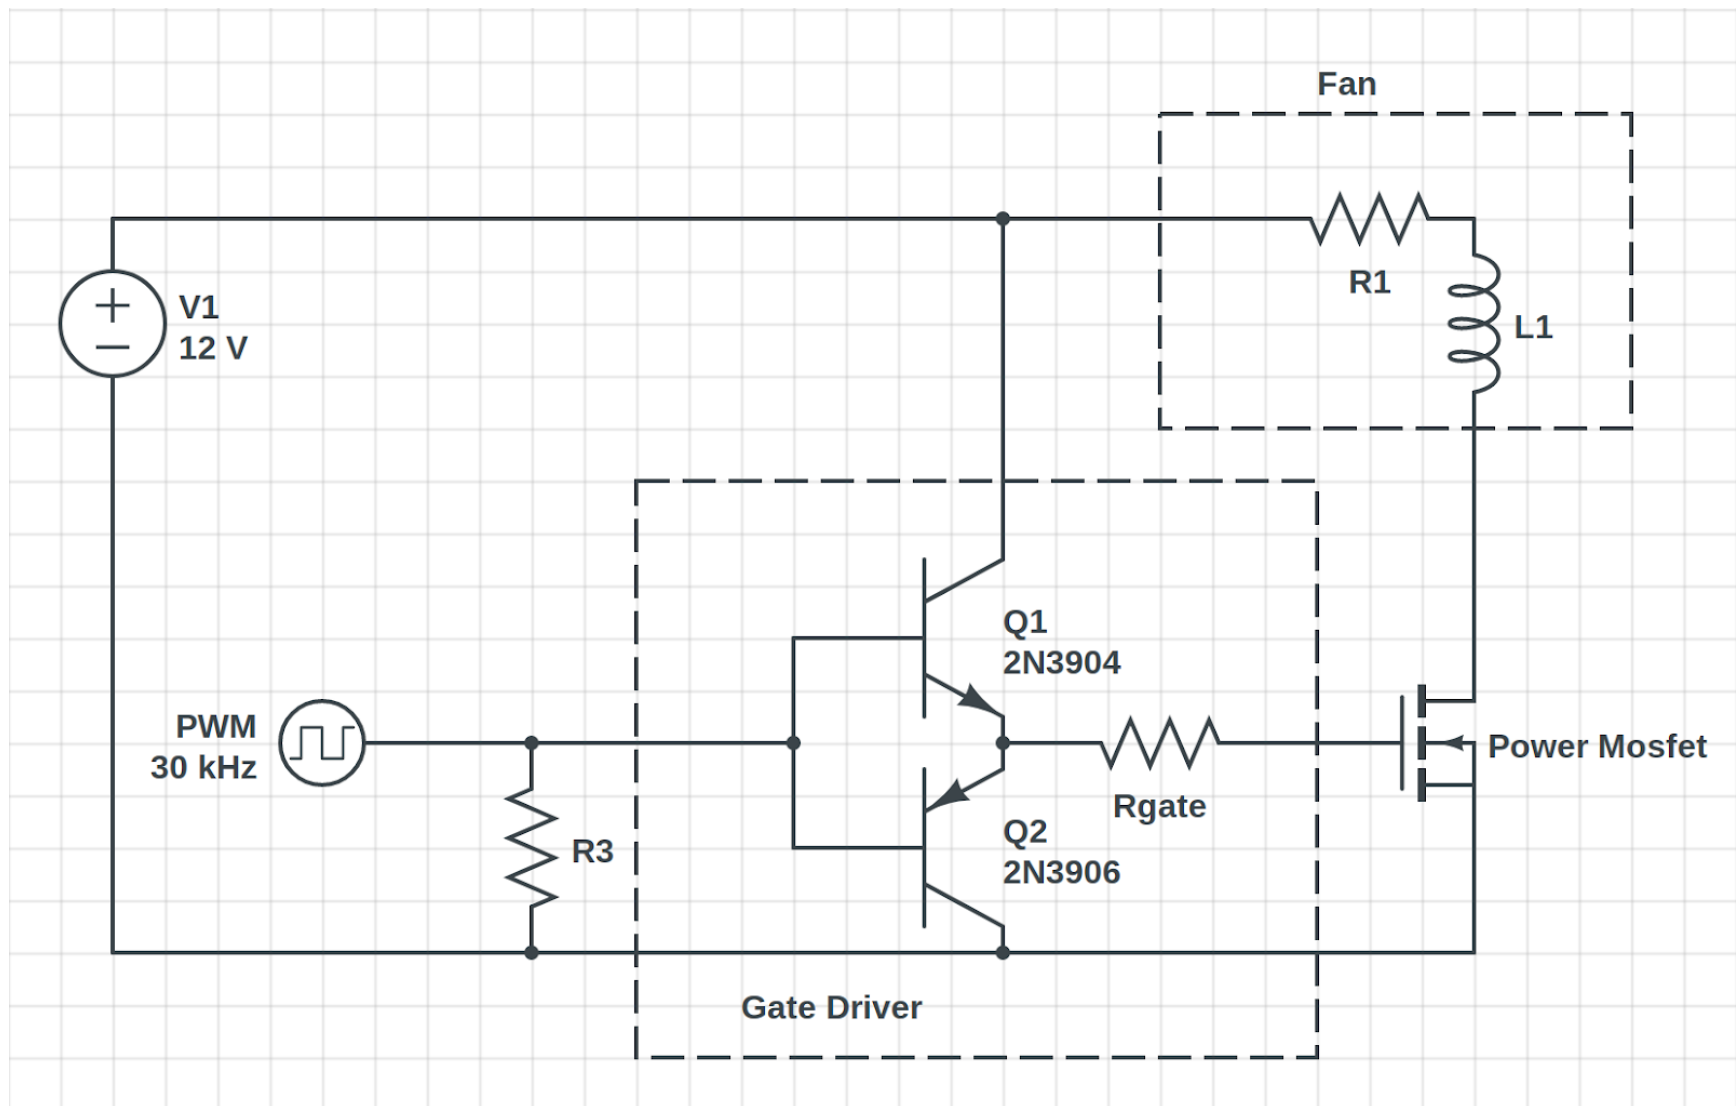 Fan
R1
L1
V1
12 V
Q1
2N3904
PWM
30 kHz
Power Mosfet
Rgate
R3
Q2
2N3906
Gate Driver